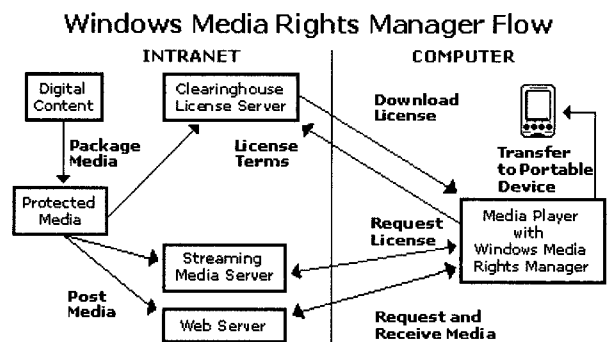 Windows Media Rights Manager Flow
INTRANET
COMPUTER
Digital
Content
Clearinghouse
License Server
Download
License
Package
Media
License
Terms
Transfer
to Portable
Device
Protected
Media
Request
License
Media Player
with
Windows Media
Rights Manager
Streaming
Media Server
Post
Media
Web Server
Request and
Receive Media